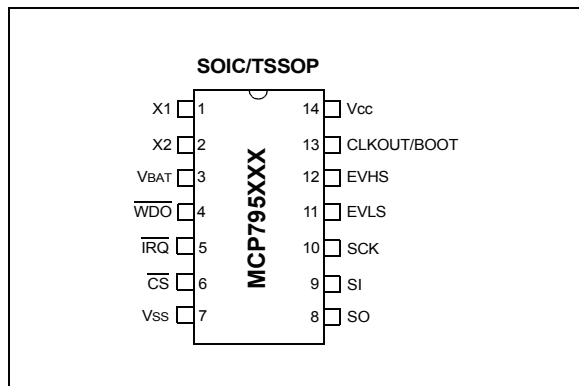 SOIC/TSSOP
X1 1 14 Vcc
X2 2 13 CLKOUT/BOOT
VBAT 3 12 EVHS
WDO 4 11 EVLS
IRQ 5 10 SCK
CS 6 9 SI
Vss 7 8 SO
MCP795XXX